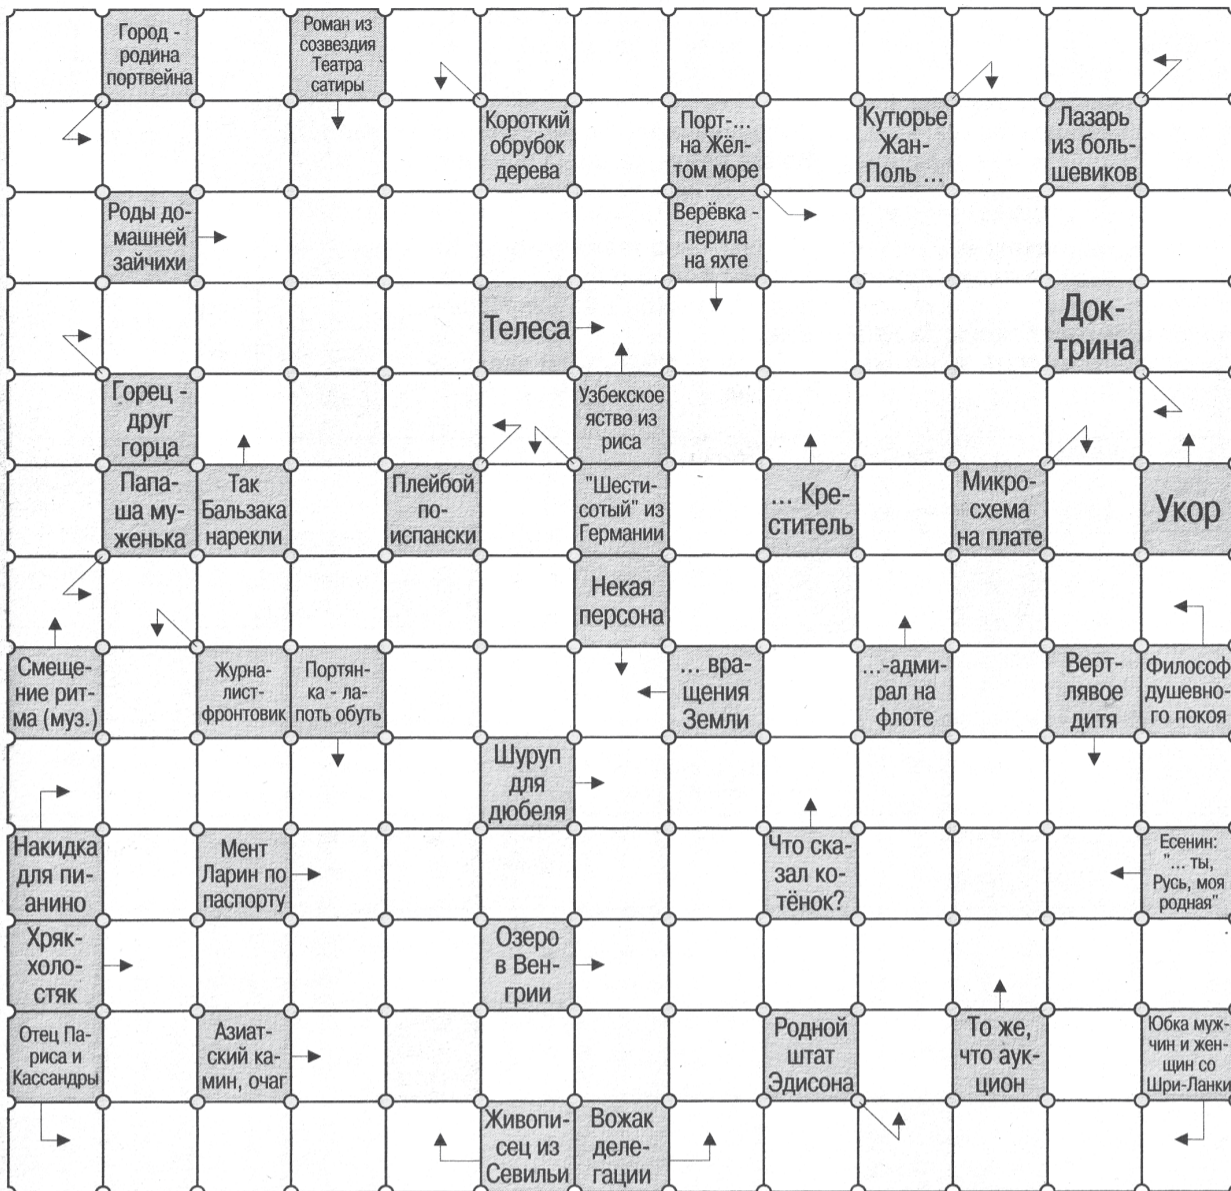 Город -
родина
портвейна
Роман из
созвездия
Театра
сатиры
Короткий
обрубок
дерева
Порт-...
на Жёл-
том море
Кутюрье
Жан-
Поль ...
Лазарь
из боль-
шевиков
Роды до-
машней
зайчихи
Верёвка -
перила
на яхте
Телеса
Док-
трина
Горец -
друг
горца
Узбекское
яство из
риса
Папа-
ша му-
женька
Так
Бальзака
нарекли
Плейбой
по-
испански
"Шести-
сотый" из
Германии
... Кре-
ститель
Микро-
схема
на плате
Укор
Некая
персона
Смеще-
ние рит-
ма (муз.)
Журна-
лист-
фронтовик
Портян-
ка - ла-
поть обуть
... вра-
щения
Земли
...-адми-
рал на
флоте
Верт-
лявое
дитя
Философ
душевно-
го покоя
Шуруп
для
дюбеля
Накидка
для пи-
анино
Мент
Ларин по
паспорту
Что ска-
зал ко-
тёнок?
Есенин:
"... ты,
Русь, моя
родная"
Хряк-
холо-
стяк
Озеро
в Вен-
грии
Отец Па-
риса и
Кассандры
Азиат-
ский ка-
мин, очаг
Родной
штат
Эдисона
То же,
что аук-
цион
Юбка муж-
чин и жен-
щин со
Шри-Ланки
Живопи-
сец из
Севильи
Вожак
деле-
гации